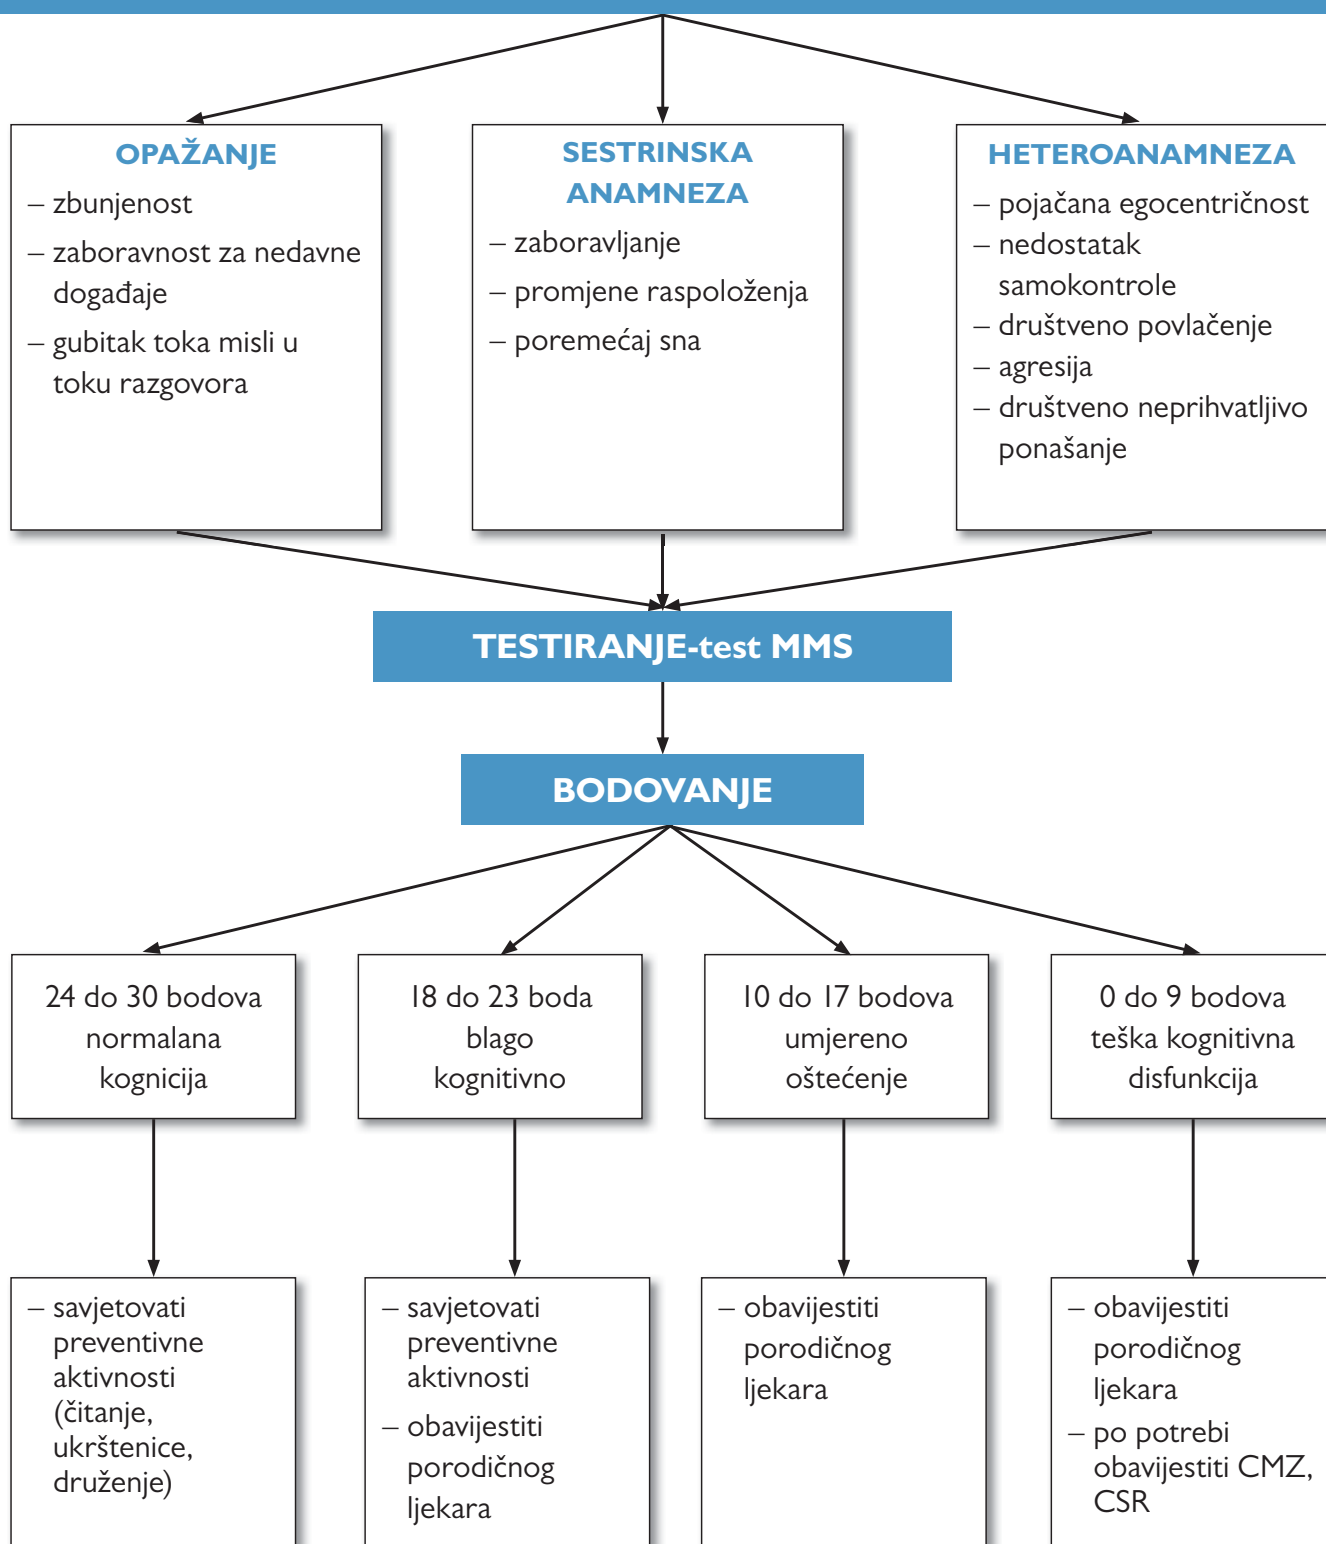 OPAŽANJE
– zbunjenost
– zaboravnost za nedavne
događaje
– gubitak toka misli u
toku razgovora
SESTRINSKA
ANAMNEZA
– zaboravljanje
– promjene raspoloženja
– poremećaj sna
HETEROANAMNEZA
– pojačana egocentričnost
– nedostatak
samokontrole
– društveno povlačenje
– agresija
– društveno neprihvatljivo
ponašanje
TESTIRANJE-test MMS
BODOVANJE
24 do 30 bodova
normalana
kognicija
18 do 23 boda
blago
kognitivno
10 do 17 bodova
umjereno
oštećenje
0 do 9 bodova
teška kognitivna
disfunkcija
– savjetovati
preventivne
aktivnosti
(čitanje,
ukrštenice,
druženje)
– savjetovati
preventivne
aktivnosti
– obavijestiti
porodičnog
ljekara
– obavijestiti
porodičnog
ljekara
– obavijestiti
porodičnog
ljekara
– po potrebi
obavijestiti CMZ,
CSR